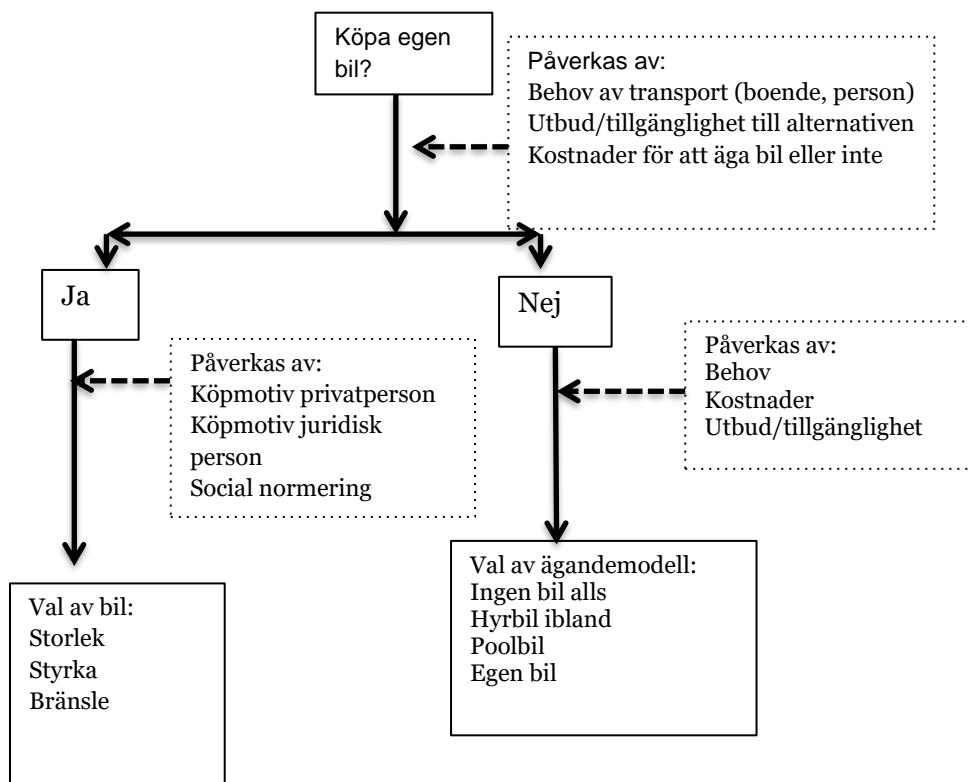 Köpa egen
bil?
Påverkas av:
Behov av transport (boende, person)
Utbud/tillgänglighet till alternativen
Kostnader för att äga bil eller inte
Ja
Nej
Påverkas av:
Köpmotiv privatperson
Köpmotiv juridisk
person
Social normering
Påverkas av:
Behov
Kostnader
Utbud/tillgänglighet
Val av bil:
Storlek
Styrka
Bränsle
Val av ägandemodell:
Ingen bil alls
Hyrbil ibland
Poolbil
Egen bil